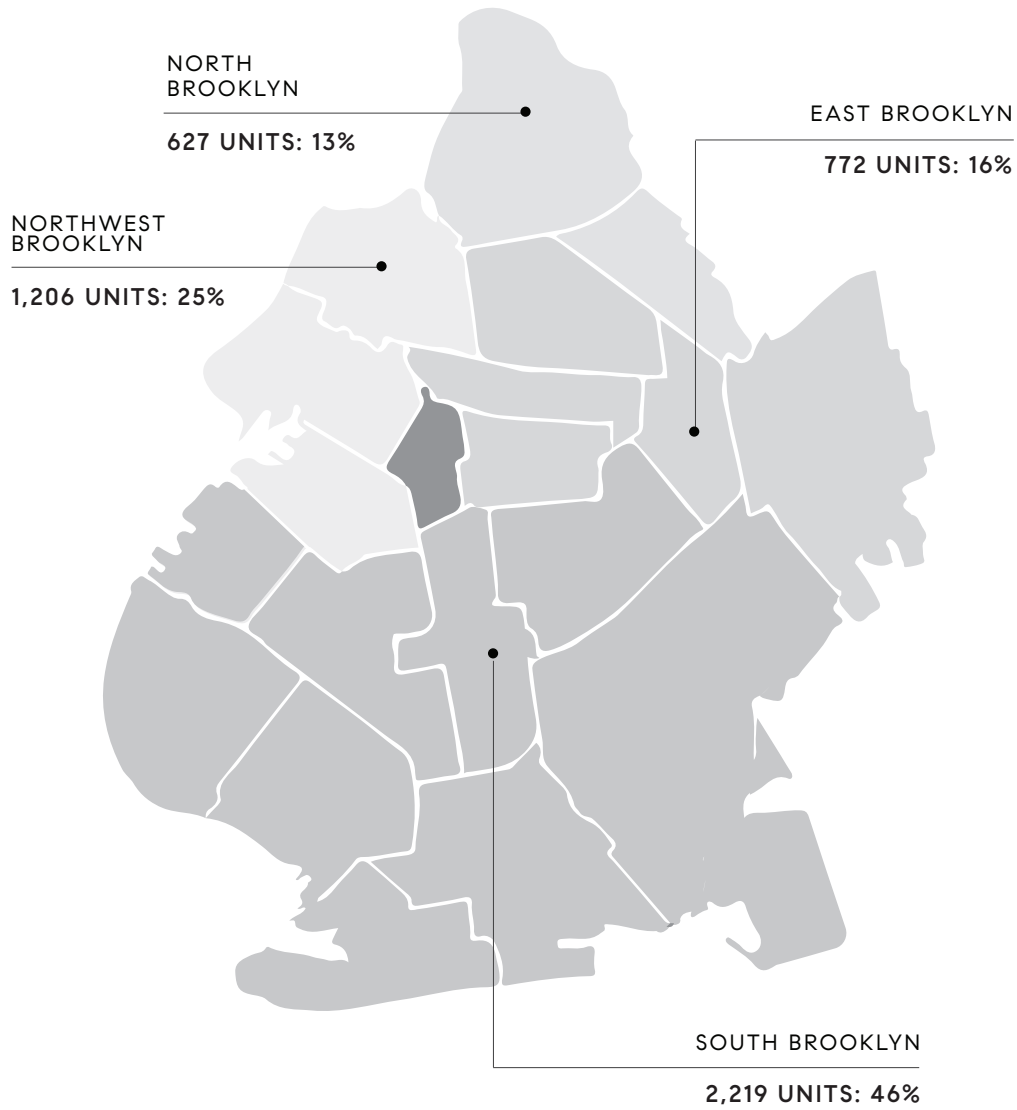 NORTH
BROOKLYN
627 UNITS: 13%
EAST BROOKLYN
772 UNITS: 16%
NORTHWEST
BROOKLYN
1,206 UNITS: 25%
SOUTH BROOKLYN
2,219 UNITS: 46%